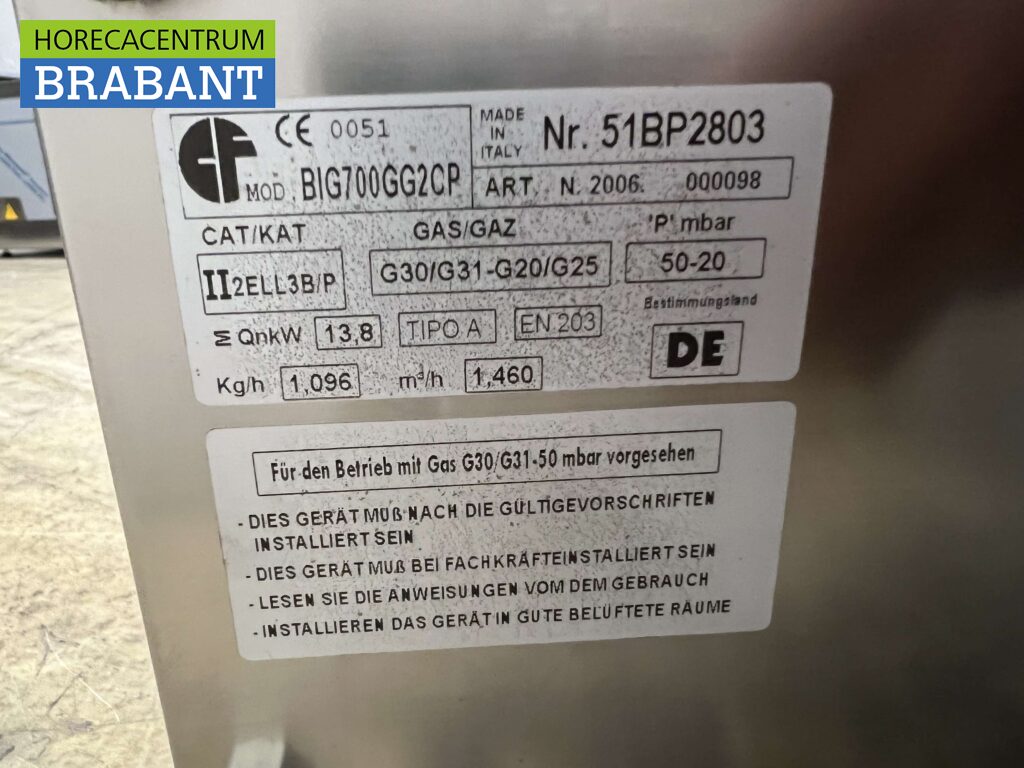 HORECACENTRUM
BRABANT
CE 0051
MADE
IN
ITALY
Nr. 51BP2803
MOD. BIG700GG2CP
ART. N. 2006. 000098
CAT/KAT GAS/GAZ 'P' mbar
II2ELL3B/P G30/G31-G20/G25 50-20
Bestimmungsland
Σ QnKW 13,8 TIPO A EN 203 DE
Kg/h 1,096 m³/h 1,460
Für den Betrieb mit Gas G30/G31-50 mbar vorgesehen
- DIES GERÄT MUß NACH DIE GÜLTIGEVORSCHRIFTEN
INSTALLIERT SEIN
- DIES GERÄT MUß BEI FACHKRÄFTEINSTALLIERT SEIN
- LESEN SIE DIE ANWEISUNGEN VOM DEM GEBRAUCH
- INSTALLIEREN DAS GERÄT IN GUTE BELÜFTETE RÄUME